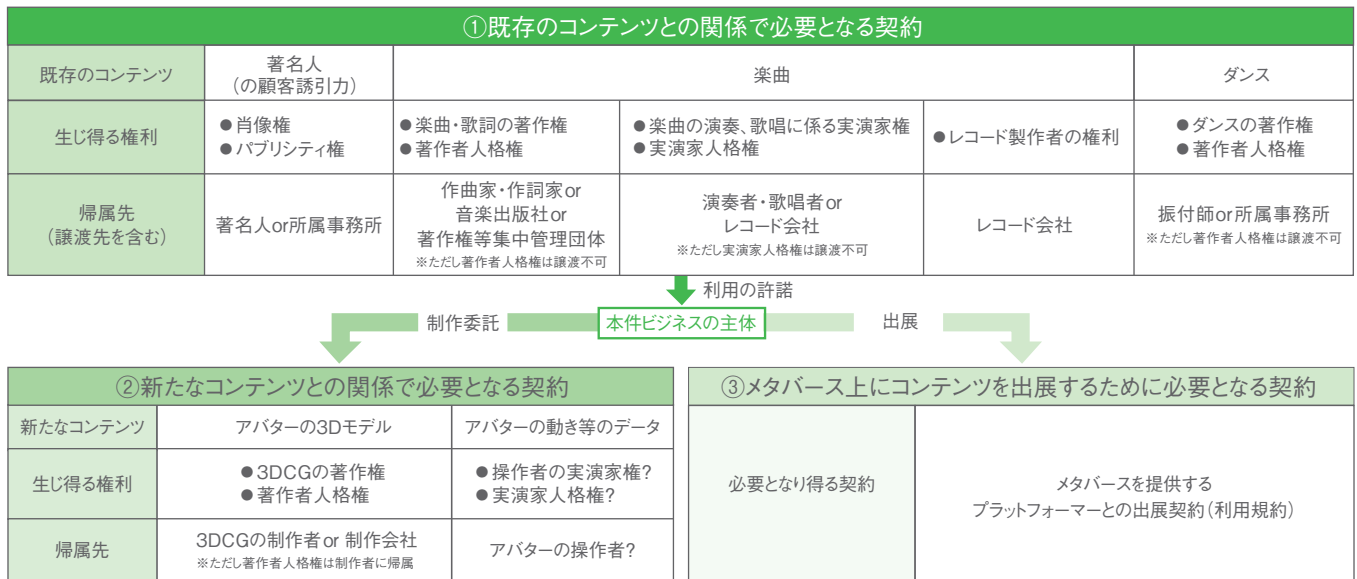 ①既存のコンテンツとの関係で必要となる契約
既存のコンテンツ
著名人
（の顧客誘引力）
楽曲
ダンス
生じ得る権利
●肖像権
●パブリシティ権
●楽曲・歌詞の著作権
●著作者人格権
●楽曲の演奏、歌唱に係る実演家権
●実演家人格権
●レコード製作者の権利
●ダンスの著作権
●著作者人格権
帰属先
（譲渡先を含む）
著名人or所属事務所
作曲家・作詞家or
音楽出版社or
著作権等集中管理団体
※ただし著作者人格権は譲渡不可
演奏者・歌唱者or
レコード会社
※ただし実演家人格権は譲渡不可
レコード会社
振付師or所属事務所
※ただし著作者人格権は譲渡不可
利用の許諾
制作委託
本件ビジネスの主体
出展
②新たなコンテンツとの関係で必要となる契約
新たなコンテンツ
アバターの3Dモデル
アバターの動き等のデータ
生じ得る権利
●3DCGの著作権
●著作者人格権
●操作者の実演家権?
●実演家人格権?
帰属先
3DCGの制作者or 制作会社
※ただし著作者人格権は制作者に帰属
アバターの操作者?
③メタバース上にコンテンツを出展するために必要となる契約
必要となり得る契約
メタバースを提供する
プラットフォーマーとの出展契約（利用規約）